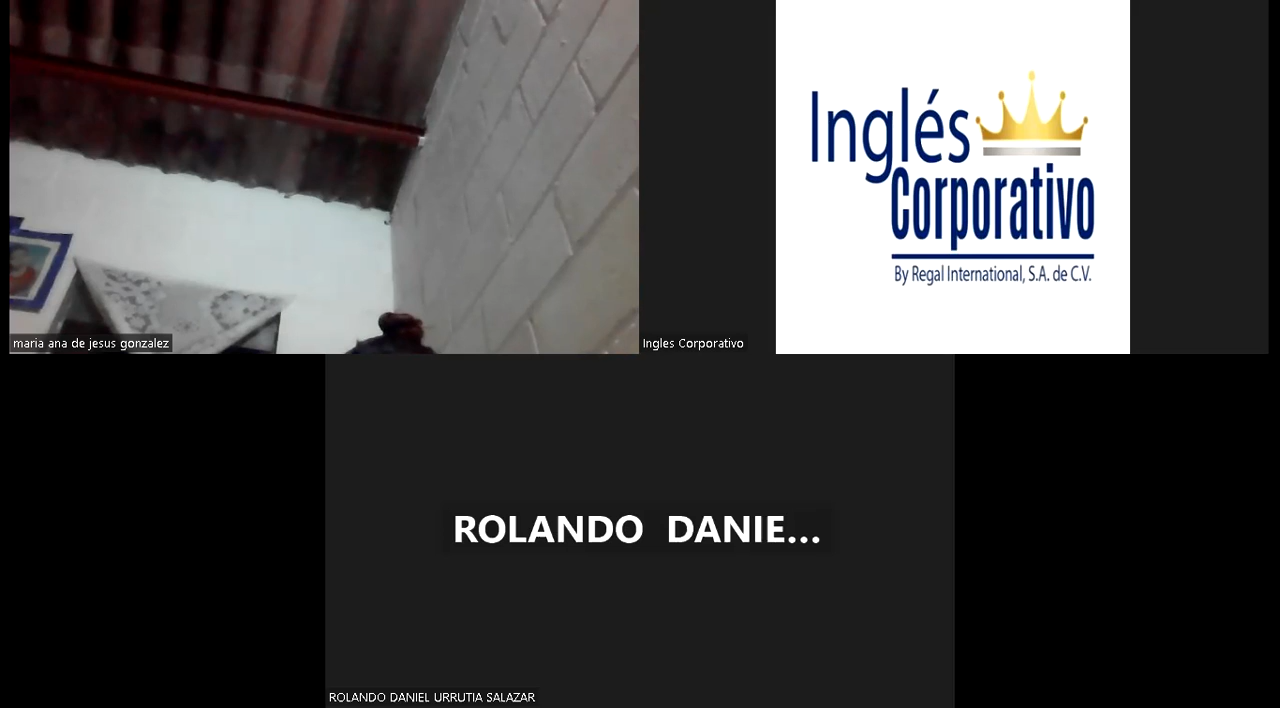 Inglés
Corporativo
By Regal International, S.A. de C.V.
maria ana de jesus gonzalez
Ingles Corporativo
ROLANDO DANIE...
ROLANDO DANIEL URRUTIA SALAZAR